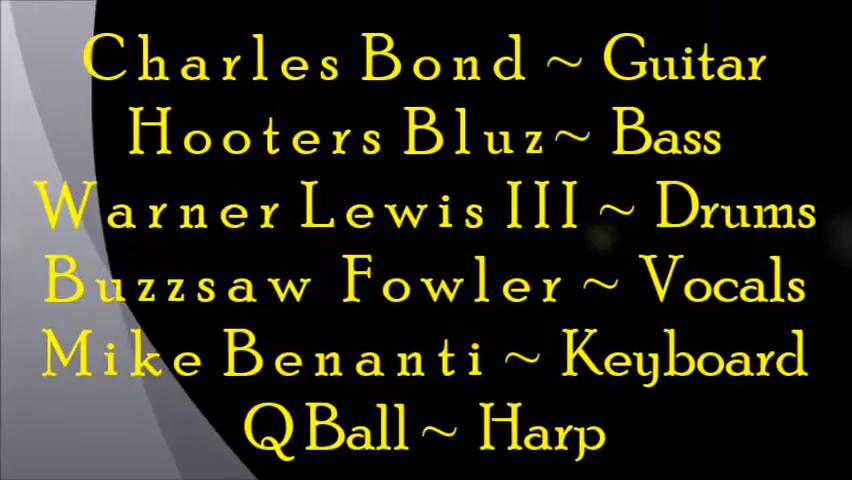 Charles Bond ~ Guitar
Hooters Bluz ~ Bass
Warner Lewis III ~ Drums
Buzzsaw Fowler ~ Vocals
Mike Benanti ~ Keyboard
Q Ball ~ Harp